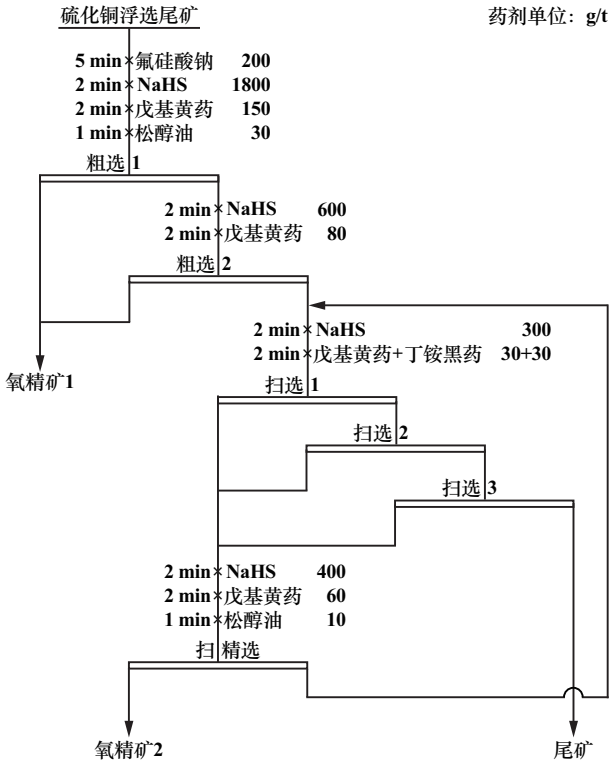 硫化铜浮选尾矿
药剂单位：g/t
5 min×氟硅酸钠 200
2 min×NaHS 1800
2 min×戊基黄药 150
1 min×松醇油 30
粗选 1
2 min×NaHS 600
2 min×戊基黄药 80
粗选 2
2 min×NaHS 300
2 min×戊基黄药+丁铵黑药 30+30
氧精矿1
扫选 1
扫选 2
扫选 3
2 min×NaHS 400
2 min×戊基黄药 60
1 min×松醇油 10
扫 精选
氧精矿2
尾矿